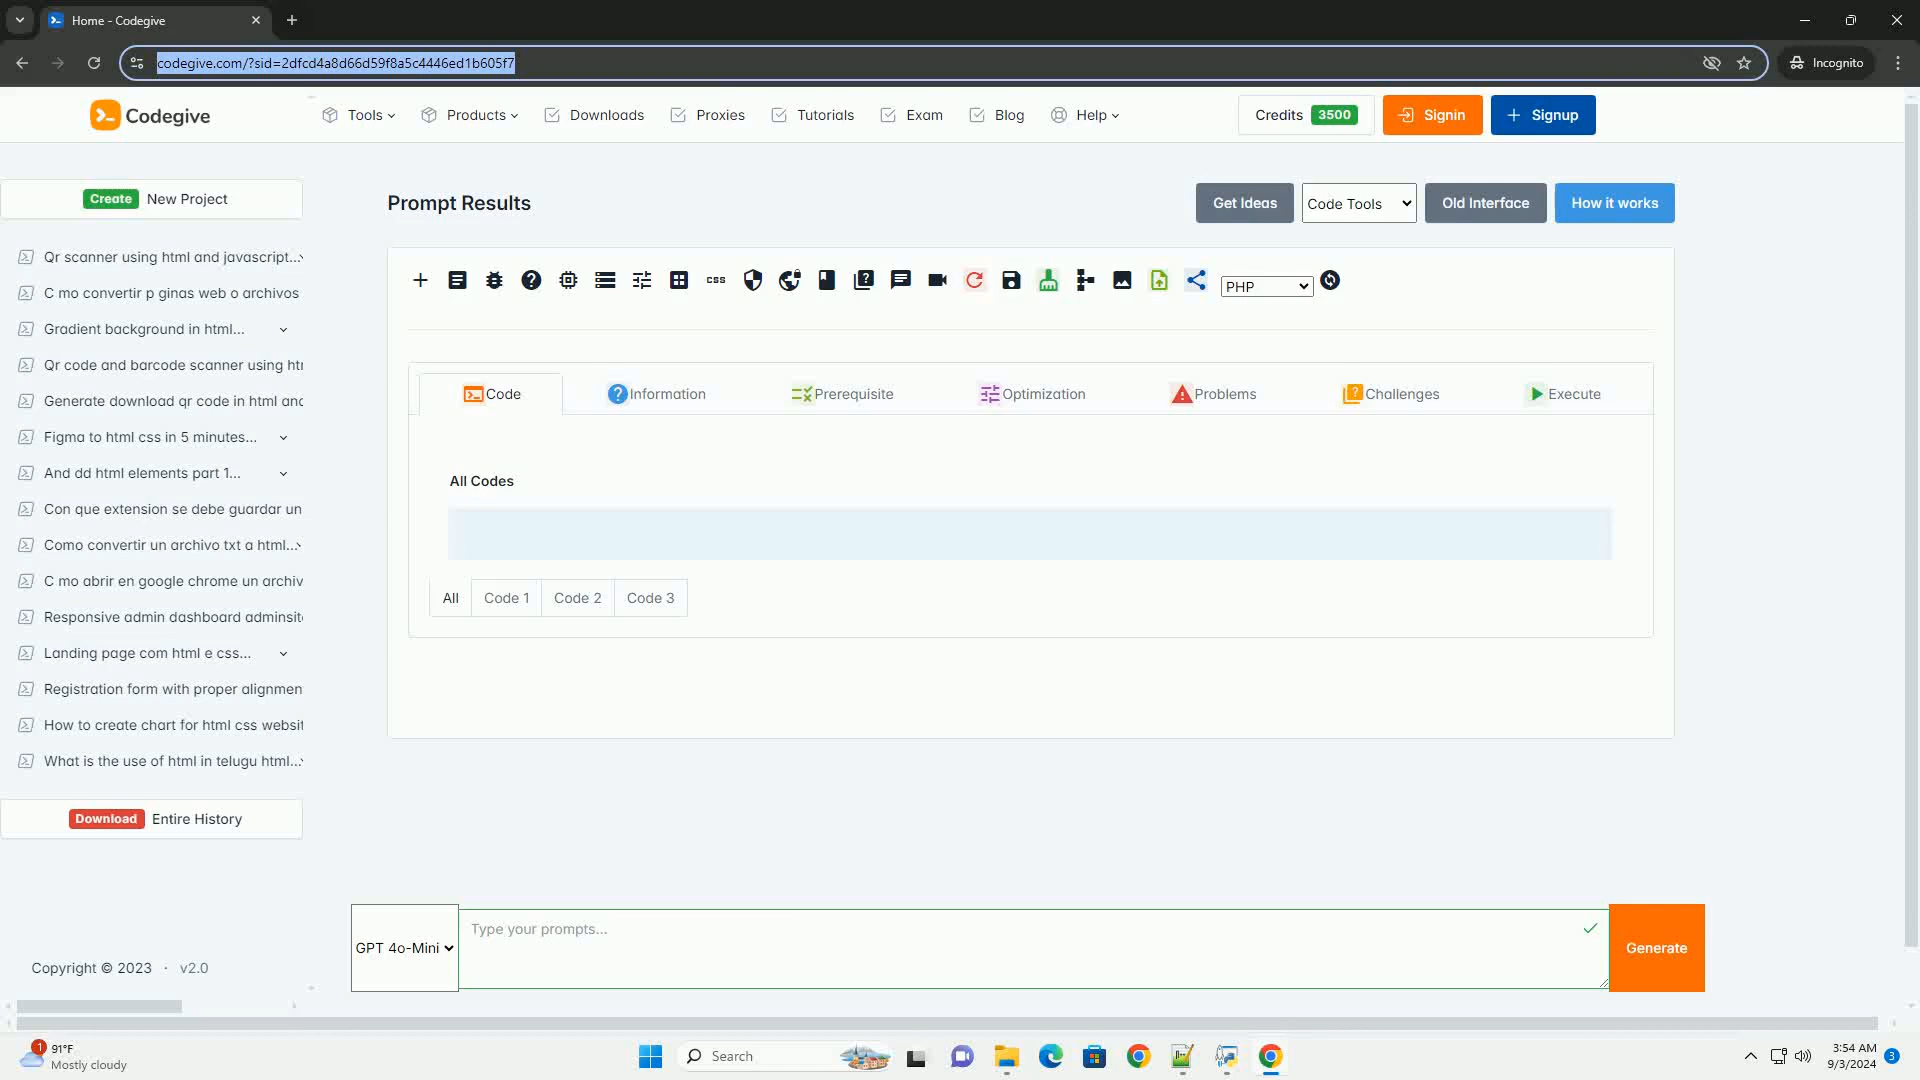 Home - Codegive
codegive.com/?sid=2dfcd4a8d66d59f8a5c4446ed1b605f7
Incognito
Codegive
Tools
Products
Downloads
Proxies
Tutorials
Exam
Blog
Help
Credits 3500
Signin
Signup
Create New Project
Qr scanner using html and javascript...
C mo convertir p ginas web o archivos
Gradient background in html...
Qr code and barcode scanner using
Generate download qr code in html
Figma to html css in 5 minutes...
And dd html elements part 1...
Con que extension se debe guardar un
Como convertir un archivo txt a html...
C mo abrir en google chrome un
Responsive admin dashboard
Landing page com html e css...
Registration form with proper
How to create chart for html css
What is the use of html in telugu html...
Download Entire History
Copyright © 2023 · v2.0
Prompt Results
Get Ideas
Code Tools
Old Interface
How it works
css
PHP
Code
Information
Prerequisite
Optimization
Problems
Challenges
Execute
All Codes
All
Code 1
Code 2
Code 3
GPT 4o-Mini
Type your prompts...
Generate
1
91°F
Mostly cloudy
Search
3:54 AM
9/3/2024
3